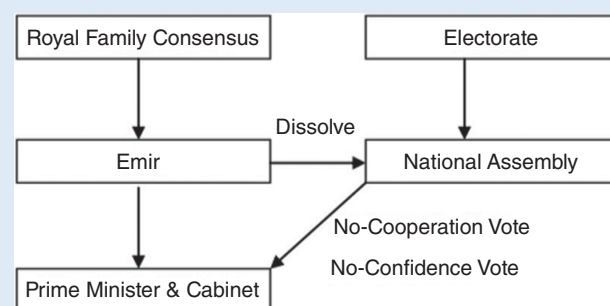 Royal Family Consensus
Electorate
Dissolve
Emir
National Assembly
No-Cooperation Vote
No-Confidence Vote
Prime Minister & Cabinet